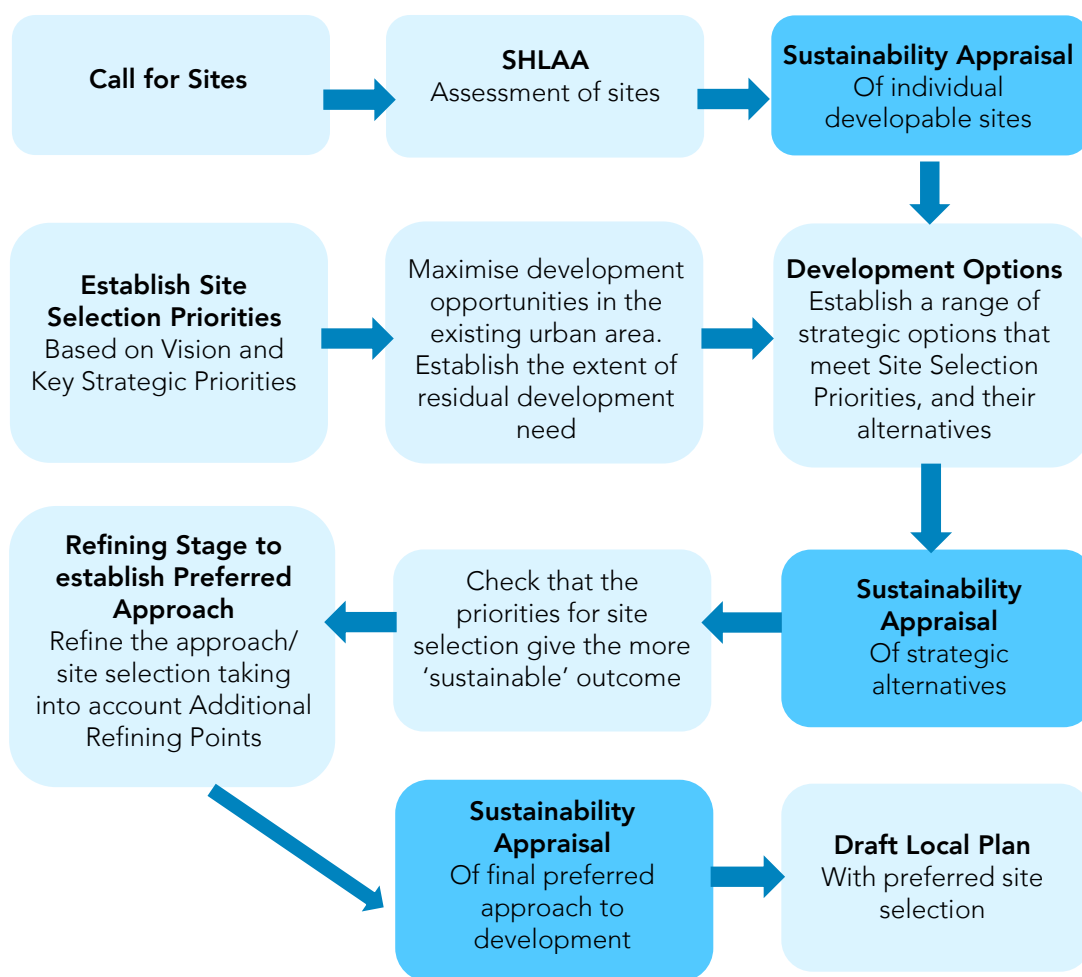 Call for Sites
SHLAA
Assessment of sites
Sustainability Appraisal
Of individual
developable sites
Establish Site
Selection Priorities
Based on Vision and
Key Strategic Priorities
Maximise development
opportunities in the
existing urban area.
Establish the extent of
residual development
need
Development Options
Establish a range of
strategic options that
meet Site Selection
Priorities, and their
alternatives
Refining Stage to
establish Preferred
Approach
Refine the approach/
site selection taking
into account Additional
Refining Points
Check that the
priorities for site
selection give the more
‘sustainable’ outcome
Sustainability
Appraisal
Of strategic
alternatives
Sustainability
Appraisal
Of final preferred
approach to
development
Draft Local Plan
With preferred site
selection